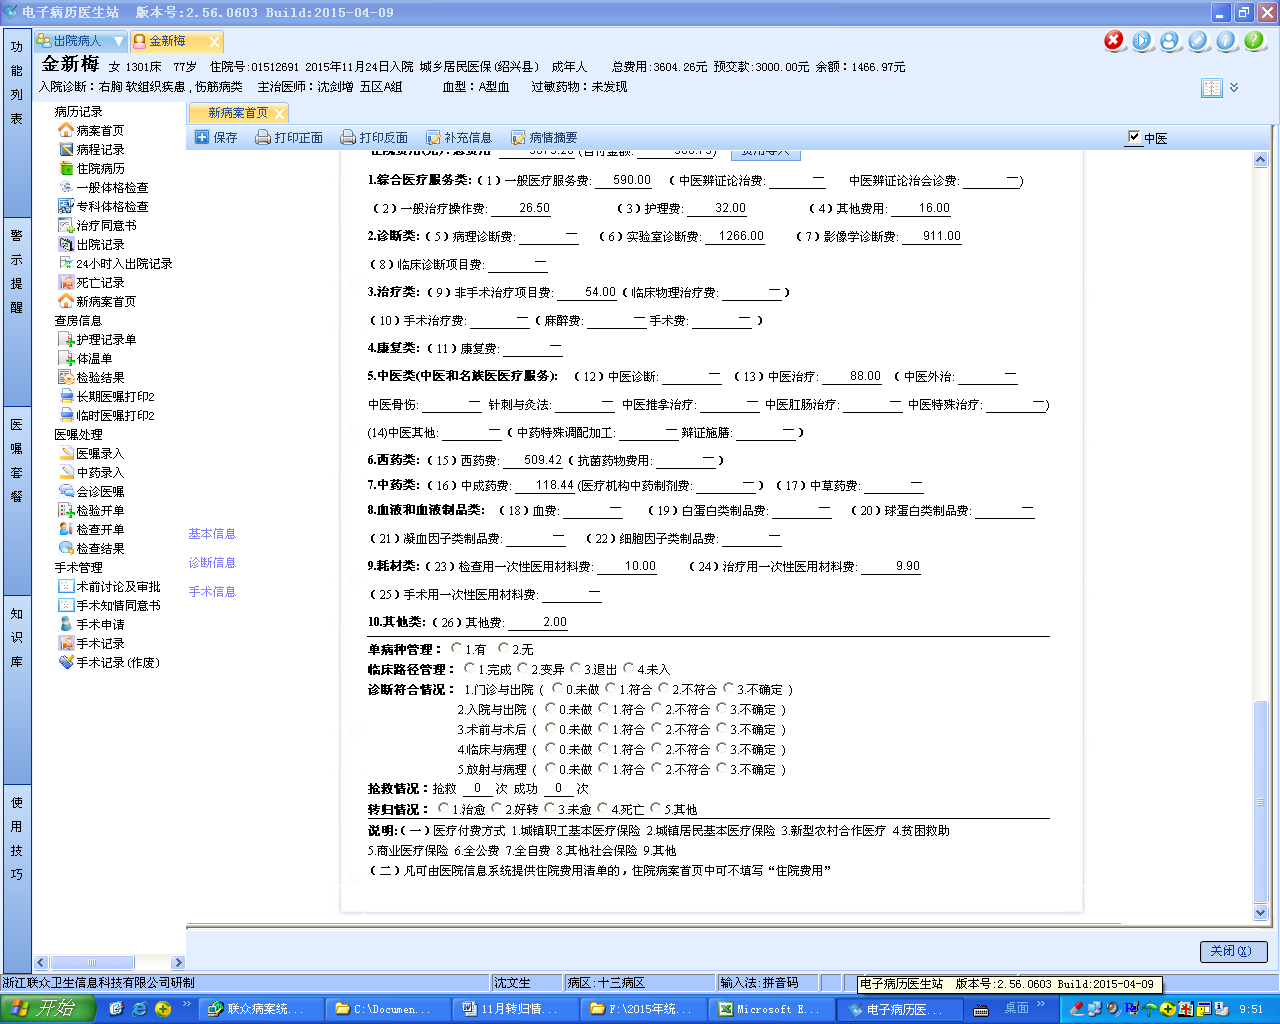 电子病历医生站 版本号:2.56.0603 Build:2015-04-09
功能列表
警示提醒
医嘱套餐
知识库
使用技巧
出院病人
金新梅
金新梅 女 1301床 77岁 住院号:01512691 2015年11月24日入院 城乡居民医保(绍兴县) 成年人 总费用:3604.26元 预交款:3000.00元 余额:1466.97元
入院诊断:右胸 软组织疾患,伤筋病类 主治医师:沈剑增 五区A组 血型:A型血 过敏药物:未发现
病历记录
病案首页
病程记录
住院病历
一般体格检查
专科体格检查
治疗同意书
出院记录
24小时入出院记录
死亡记录
新病案首页
查房信息
护理记录单
体温单
检验结果
长期医嘱打印2
临时医嘱打印2
医嘱处理
医嘱录入
中药录入
会诊医嘱
检验开单
检查开单
检查结果
手术管理
术前讨论及审批
手术知情同意书
手术申请
手术记录
手术记录(作废)
新病案首页
保存 打印正面 打印反面 补充信息 病情摘要 中医
基本信息
诊断信息
手术信息
1.综合医疗服务类:(1)一般医疗服务费: 590.00 (中医辨证论治费: — 中医辨证论治会诊费: —)
(2)一般治疗操作费: 26.50 (3)护理费: 32.00 (4)其他费用: 16.00
2.诊断类:(5)病理诊断费: — (6)实验室诊断费: 1266.00 (7)影像学诊断费: 911.00
(8)临床诊断项目费: —
3.治疗类:(9)非手术治疗项目费: 54.00(临床物理治疗费: —)
(10)手术治疗费: —(麻醉费: — 手术费: —)
4.康复类:(11)康复费: —
5.中医类(中医和名族医医疗服务): (12)中医诊断: — (13)中医治疗: 88.00 (中医外治: —
中医骨伤: — 针刺与灸法: — 中医推拿治疗: — 中医肛肠治疗: — 中医特殊治疗: —)
(14)中医其他: —(中药特殊调配加工: — 辩证施膳: —)
6.西药类:(15)西药费: 509.42(抗菌药物费用: —)
7.中药类:(16)中成药费: 118.44(医疗机构中药制剂费: —)(17)中草药费: —
8.血液和血液制品类: (18)血费: — (19)白蛋白类制品费: — (20)球蛋白类制品费: —
(21)凝血因子类制品费: — (22)细胞因子类制品费: —
9.耗材类:(23)检查用一次性医用材料费: 10.00 (24)治疗用一次性医用材料费: 9.90
(25)手术用一次性医用材料费: —
10.其他类:(26)其他费: 2.00
单病种管理: 1.有 2.无
临床路径管理: 1.完成 2.变异 3.退出 4.未入
诊断符合情况: 1.门诊与出院 ( 0.未做 1.符合 2.不符合 3.不确定 )
2.入院与出院 ( 0.未做 1.符合 2.不符合 3.不确定 )
3.术前与术后 ( 0.未做 1.符合 2.不符合 3.不确定 )
4.临床与病理 ( 0.未做 1.符合 2.不符合 3.不确定 )
5.放射与病理 ( 0.未做 1.符合 2.不符合 3.不确定 )
抢救情况:抢救 0 次 成功 0 次
转归情况: 1.治愈 2.好转 3.未愈 4.死亡 5.其他
说明:(一)医疗付费方式 1.城镇职工基本医疗保险 2.城镇居民基本医疗保险 3.新型农村合作医疗 4.贫困救助
5.商业医疗保险 6.全公费 7.全自费 8.其他社会保险 9.其他
(二)凡可由医院信息系统提供住院费用清单的,住院病案首页中可不填写“住院费用”
关闭(X)
浙江联众卫生信息科技有限公司研制 沈文生 病区:十三病区 输入法:拼音码
电子病历医生站 版本号:2.56.0603 Build:2015-04-09
开始 联众病案统... C:\Documen... 11月转归情... F:\2015年统... Microsoft E... 电子病历医... 桌面 9:51